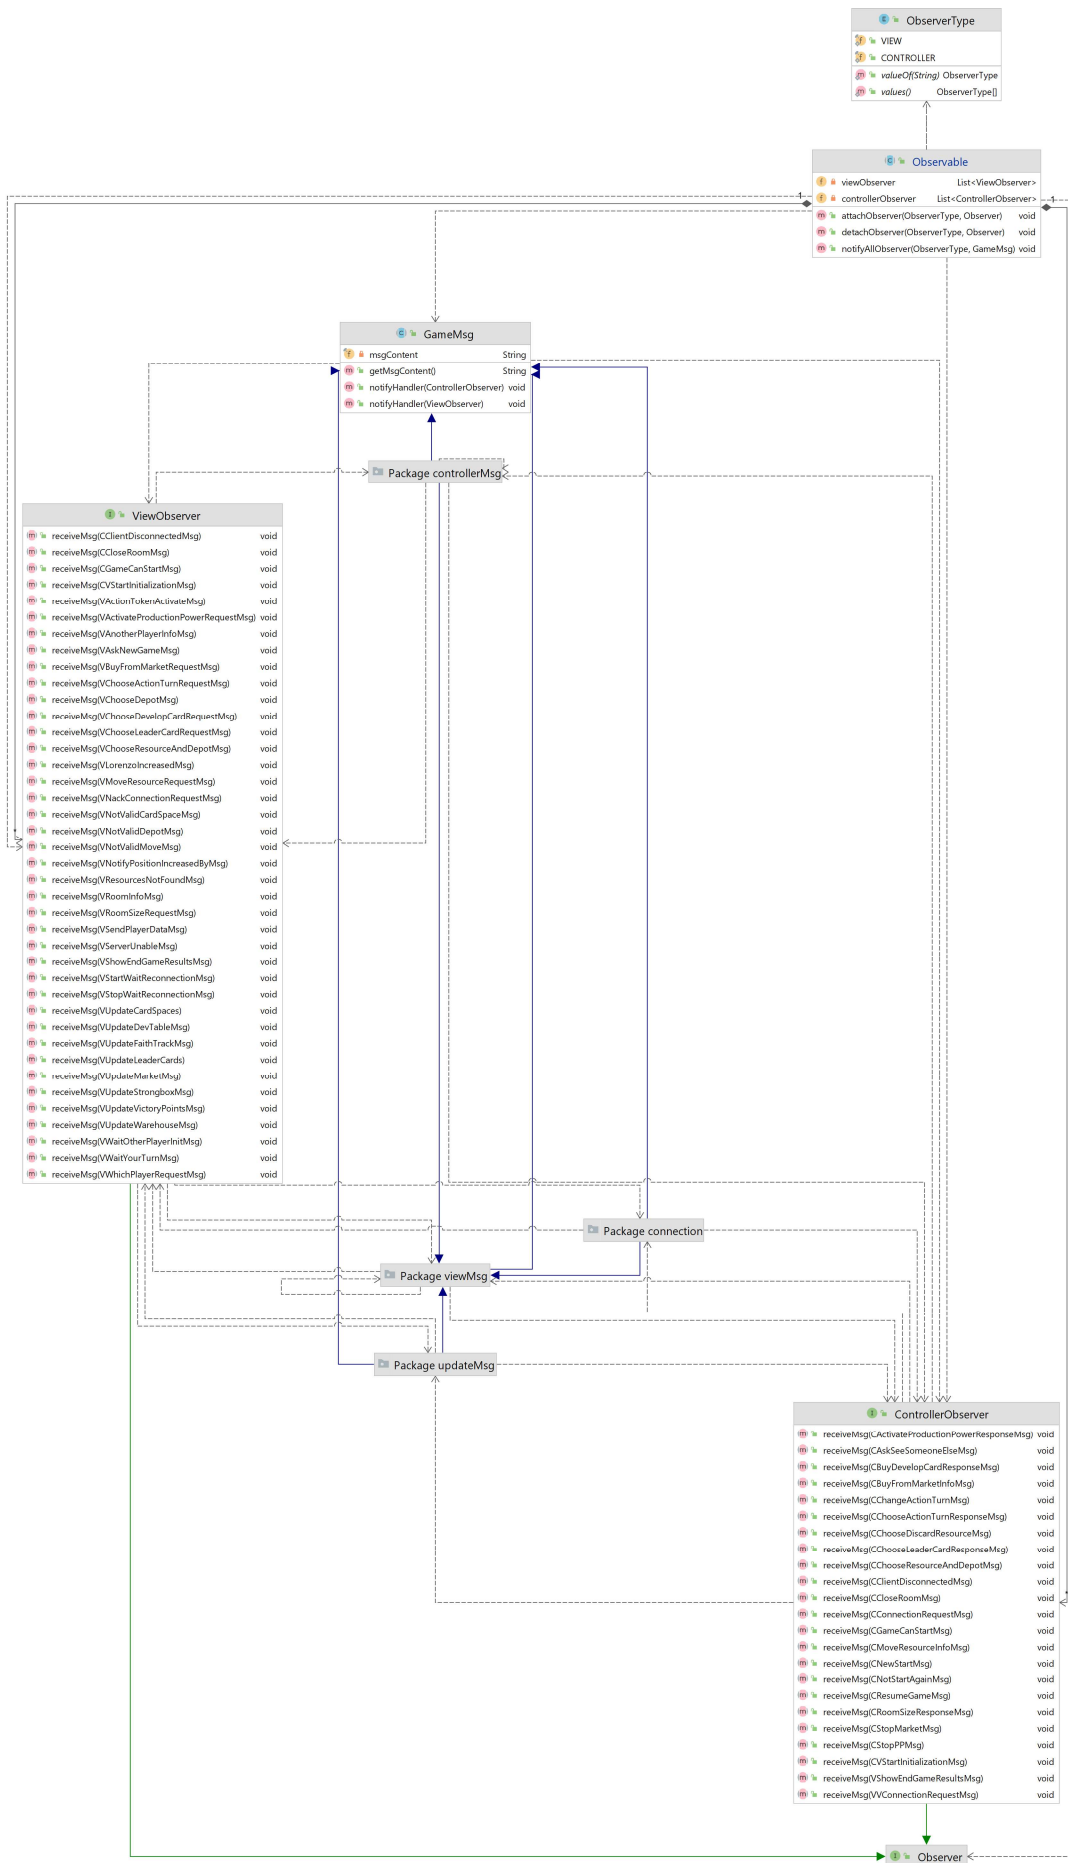 ObserverType
VIEW
CONTROLLER
valueOf(String) ObserverType
values() ObserverType[]
Observable
viewObserver List<ViewObserver>
controllerObserver List<ControllerObserver>
attachObserver(ObserverType, Observer) void
detachObserver(ObserverType, Observer) void
notifyAllObserver(ObserverType, GameMsg) void
1
1
GameMsg
msgContent String
getMsgContent() String
notifyHandler(ControllerObserver) void
notifyHandler(ViewObserver) void
Package controllerMsg
ViewObserver
receiveMsg(CClientDisconnectedMsg) void
receiveMsg(CCloseRoomMsg) void
receiveMsg(CGameCanStartMsg) void
receiveMsg(CVStartInitializationMsg) void
receiveMsg(VActionTokenActivateMsg) void
receiveMsg(VActivateProductionPowerRequestMsg) void
receiveMsg(VAnotherPlayerInfoMsg) void
receiveMsg(VAskNewGameMsg) void
receiveMsg(VBuyFromMarketRequestMsg) void
receiveMsg(VChooseActionTurnRequestMsg) void
receiveMsg(VChooseDepotMsg) void
receiveMsg(VChooseDevelopCardRequestMsg) void
receiveMsg(VChooseLeaderCardRequestMsg) void
receiveMsg(VChooseResourceAndDepotMsg) void
receiveMsg(VLorenzoIncreasedMsg) void
receiveMsg(VMoveResourceRequestMsg) void
receiveMsg(VNackConnectionRequestMsg) void
receiveMsg(VNotValidCardSpaceMsg) void
receiveMsg(VNotValidDepotMsg) void
receiveMsg(VNotValidMoveMsg) void
receiveMsg(VNotifyPositionIncreasedByMsg) void
receiveMsg(VResourcesNotFoundMsg) void
receiveMsg(VRoomInfoMsg) void
receiveMsg(VRoomSizeRequestMsg) void
receiveMsg(VSendPlayerDataMsg) void
receiveMsg(VServerUnableMsg) void
receiveMsg(VShowEndGameResultsMsg) void
receiveMsg(VStartWaitReconnectionMsg) void
receiveMsg(VStopWaitReconnectionMsg) void
receiveMsg(VUpdateCardSpaces) void
receiveMsg(VUpdateDevTableMsg) void
receiveMsg(VUpdateFaithTrackMsg) void
receiveMsg(VUpdateLeaderCards) void
receiveMsg(VUpdateMarketMsg) void
receiveMsg(VUpdateStrongboxMsg) void
receiveMsg(VUpdateVictoryPointsMsg) void
receiveMsg(VUpdateWarehouseMsg) void
receiveMsg(VWaitOtherPlayerInitMsg) void
receiveMsg(VWaitYourTurnMsg) void
receiveMsg(VWhichPlayerRequestMsg) void
Package connection
Package viewMsg
Package updateMsg
ControllerObserver
receiveMsg(CActivateProductionPowerResponseMsg) void
receiveMsg(CAskSeeSomeoneElseMsg) void
receiveMsg(CBuyDevelopCardResponseMsg) void
receiveMsg(CBuyFromMarketInfoMsg) void
receiveMsg(CChangeActionTurnMsg) void
receiveMsg(CChooseActionTurnResponseMsg) void
receiveMsg(CChooseDiscardResourceMsg) void
receiveMsg(CChooseLeaderCardResponseMsg) void
receiveMsg(CChooseResourceAndDepotMsg) void
receiveMsg(CClientDisconnectedMsg) void
receiveMsg(CCloseRoomMsg) void
receiveMsg(CConnectionRequestMsg) void
receiveMsg(CGameCanStartMsg) void
receiveMsg(CMoveResourceInfoMsg) void
receiveMsg(CNewStartMsg) void
receiveMsg(CNotStartAgainMsg) void
receiveMsg(CResumeGameMsg) void
receiveMsg(CRoomSizeResponseMsg) void
receiveMsg(CStopMarketMsg) void
receiveMsg(CStopPPMsg) void
receiveMsg(CVStartInitializationMsg) void
receiveMsg(VShowEndGameResultsMsg) void
receiveMsg(VVConnectionRequestMsg) void
Observer